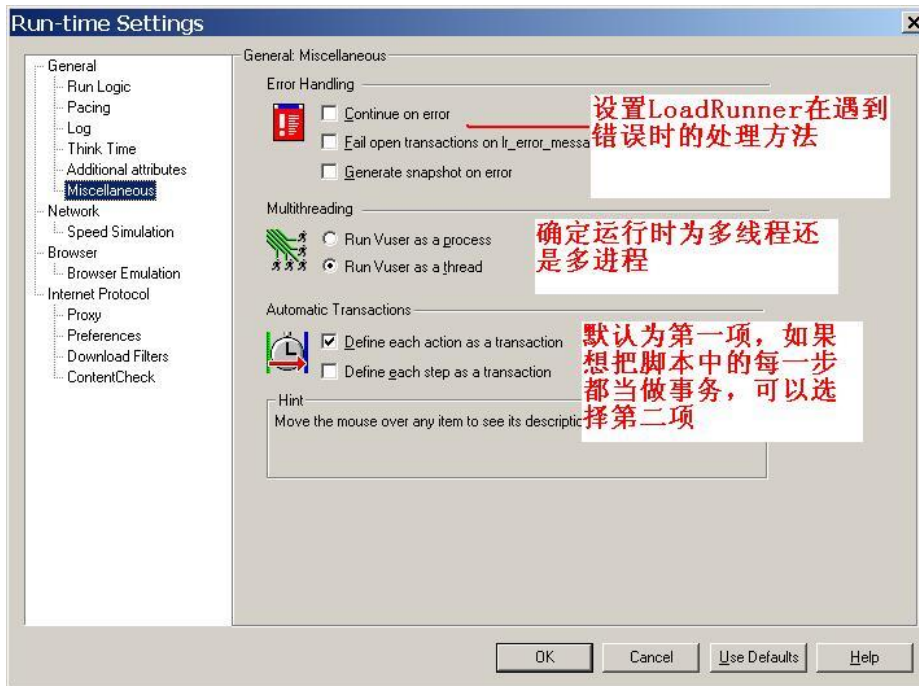 Run-time Settings
General
Run Logic
Pacing
Log
Think Time
Additional attributes
Miscellaneous
Network
Speed Simulation
Browser
Browser Emulation
Internet Protocol
Proxy
Preferences
Download Filters
ContentCheck
General: Miscellaneous
Error Handling
Continue on error
Fail open transactions on lr_error_messa
Generate snapshot on error
设置LoadRunner在遇到
错误时的处理方法
Multithreading
Run Vuser as a process
Run Vuser as a thread
确定运行时为多线程还
是多进程
Automatic Transactions
Define each action as a transaction
Define each step as a transaction
默认为第一项，如果
想把脚本中的每一步
都当做事务，可以选
择第二项
Hint
Move the mouse over any item to see its descriptic
OK
Cancel
Use Defaults
Help